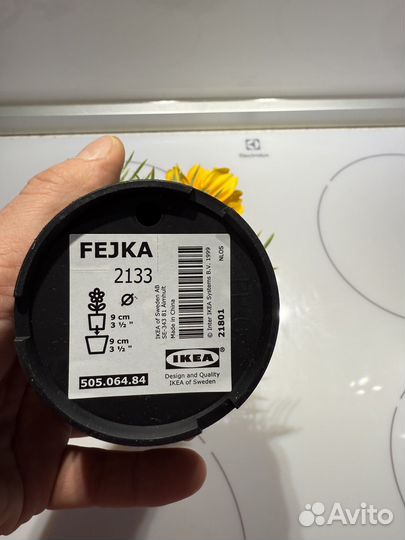 Electrolux
FEJKA
2133
Ø
9 cm
3 ½ "
9 cm
3 ½ "
505.064.84
IKEA of Sweden AB
SE-343 81 Älmhult
Made in China
© Inter IKEA Systems B.V. 1999
21801
NLOS
IKEA
Design and Quality
IKEA of Sweden
Avito